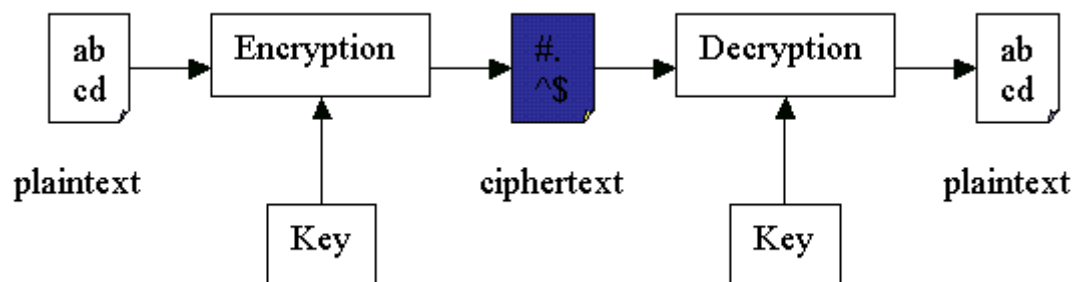 ab
cd
Encryption
#.
^$
Decryption
ab
cd
plaintext
ciphertext
plaintext
Key
Key